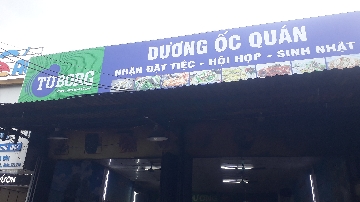 DƯƠNG ỐC QUÁN
TUBORG
NHẬN ĐẶT TIỆC - HỘI HỌP - SINH NHẬT